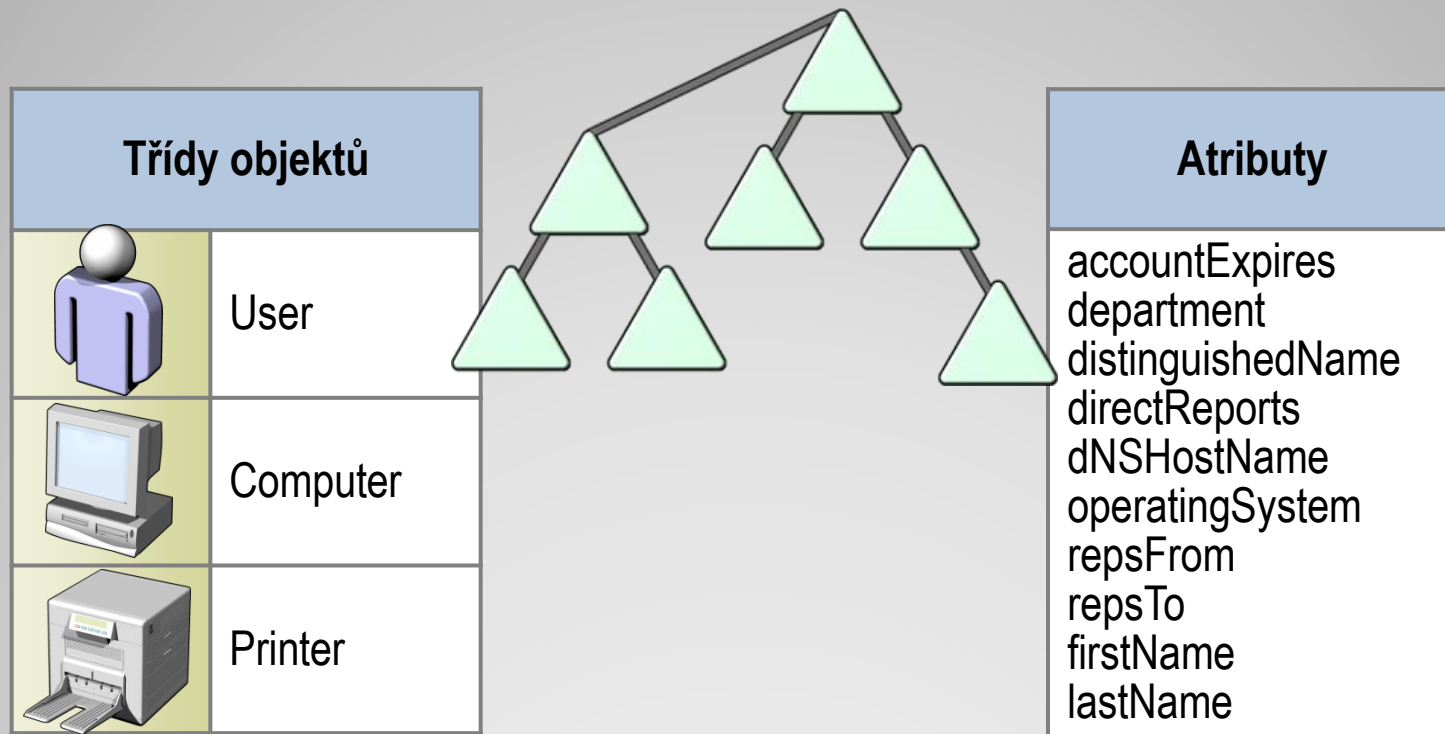 Třídy objektů
User
Computer
Printer
Atributy
accountExpires
department
distinguishedName
directReports
dNSHostName
operatingSystem
repsFrom
repsTo
firstName
lastName